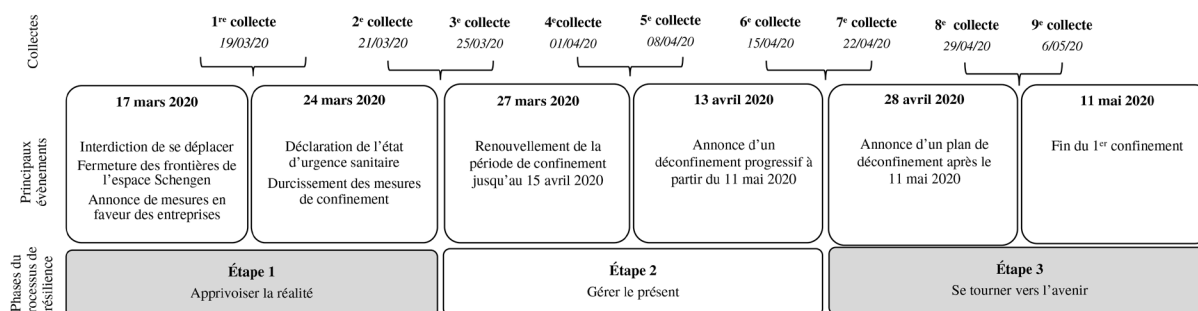 Collectes
1re collecte
19/03/20
2e collecte
21/03/20
3e collecte
25/03/20
4ecollecte
01/04/20
5e collecte
08/04/20
6e collecte
15/04/20
7e collecte
22/04/20
8e collecte
29/04/20
9e collecte
6/05/20
Principaux
évènements
17 mars 2020
Interdiction de se déplacer
Fermeture des frontières de
l'espace Schengen
Annonce de mesures en
faveur des entreprises
24 mars 2020
Déclaration de l'état
d'urgence sanitaire
Durcissement des mesures
de confinement
27 mars 2020
Renouvellement de la
période de confinement
jusqu'au 15 avril 2020
13 avril 2020
Annonce d'un
déconfinement progressif à
partir du 11 mai 2020
28 avril 2020
Annonce d'un plan de
déconfinement après le
11 mai 2020
11 mai 2020
Fin du 1er confinement
Phases du
processus de
résilience
Étape 1
Apprivoiser la réalité
Étape 2
Gérer le présent
Étape 3
Se tourner vers l'avenir